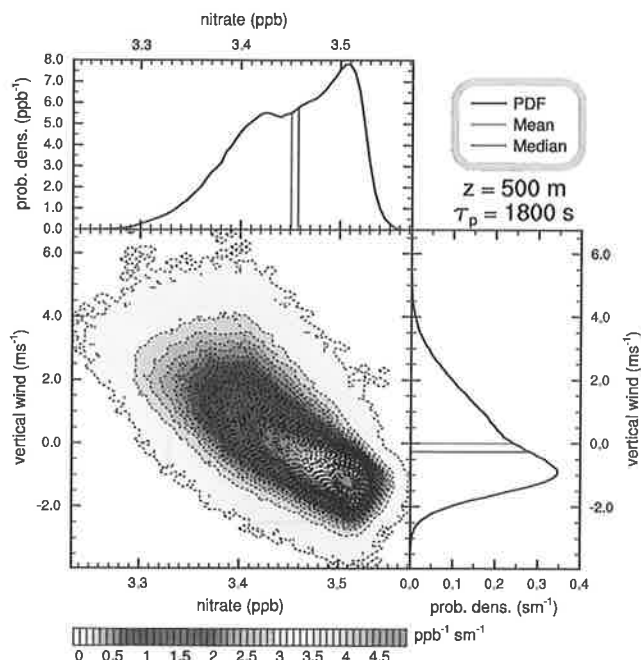 nitrate (ppb)
3.3 3.4 3.5
8.0
7.0
6.0
5.0
4.0
3.0
2.0
1.0
0.0
prob. dens. (ppb⁻¹)
PDF
Mean
Median
z = 500 m
τp = 1800 s
6.0
4.0
2.0
0.0
-2.0
vertical wind (ms⁻¹)
6.0
4.0
2.0
0.0
-2.0
vertical wind (ms⁻¹)
3.3 3.4 3.5
nitrate (ppb)
0.0 0.1 0.2 0.3 0.4
prob. dens. (sm⁻¹)
ppb⁻¹ sm⁻¹
0 0.5 1 1.5 2 2.5 3 3.5 4 4.5